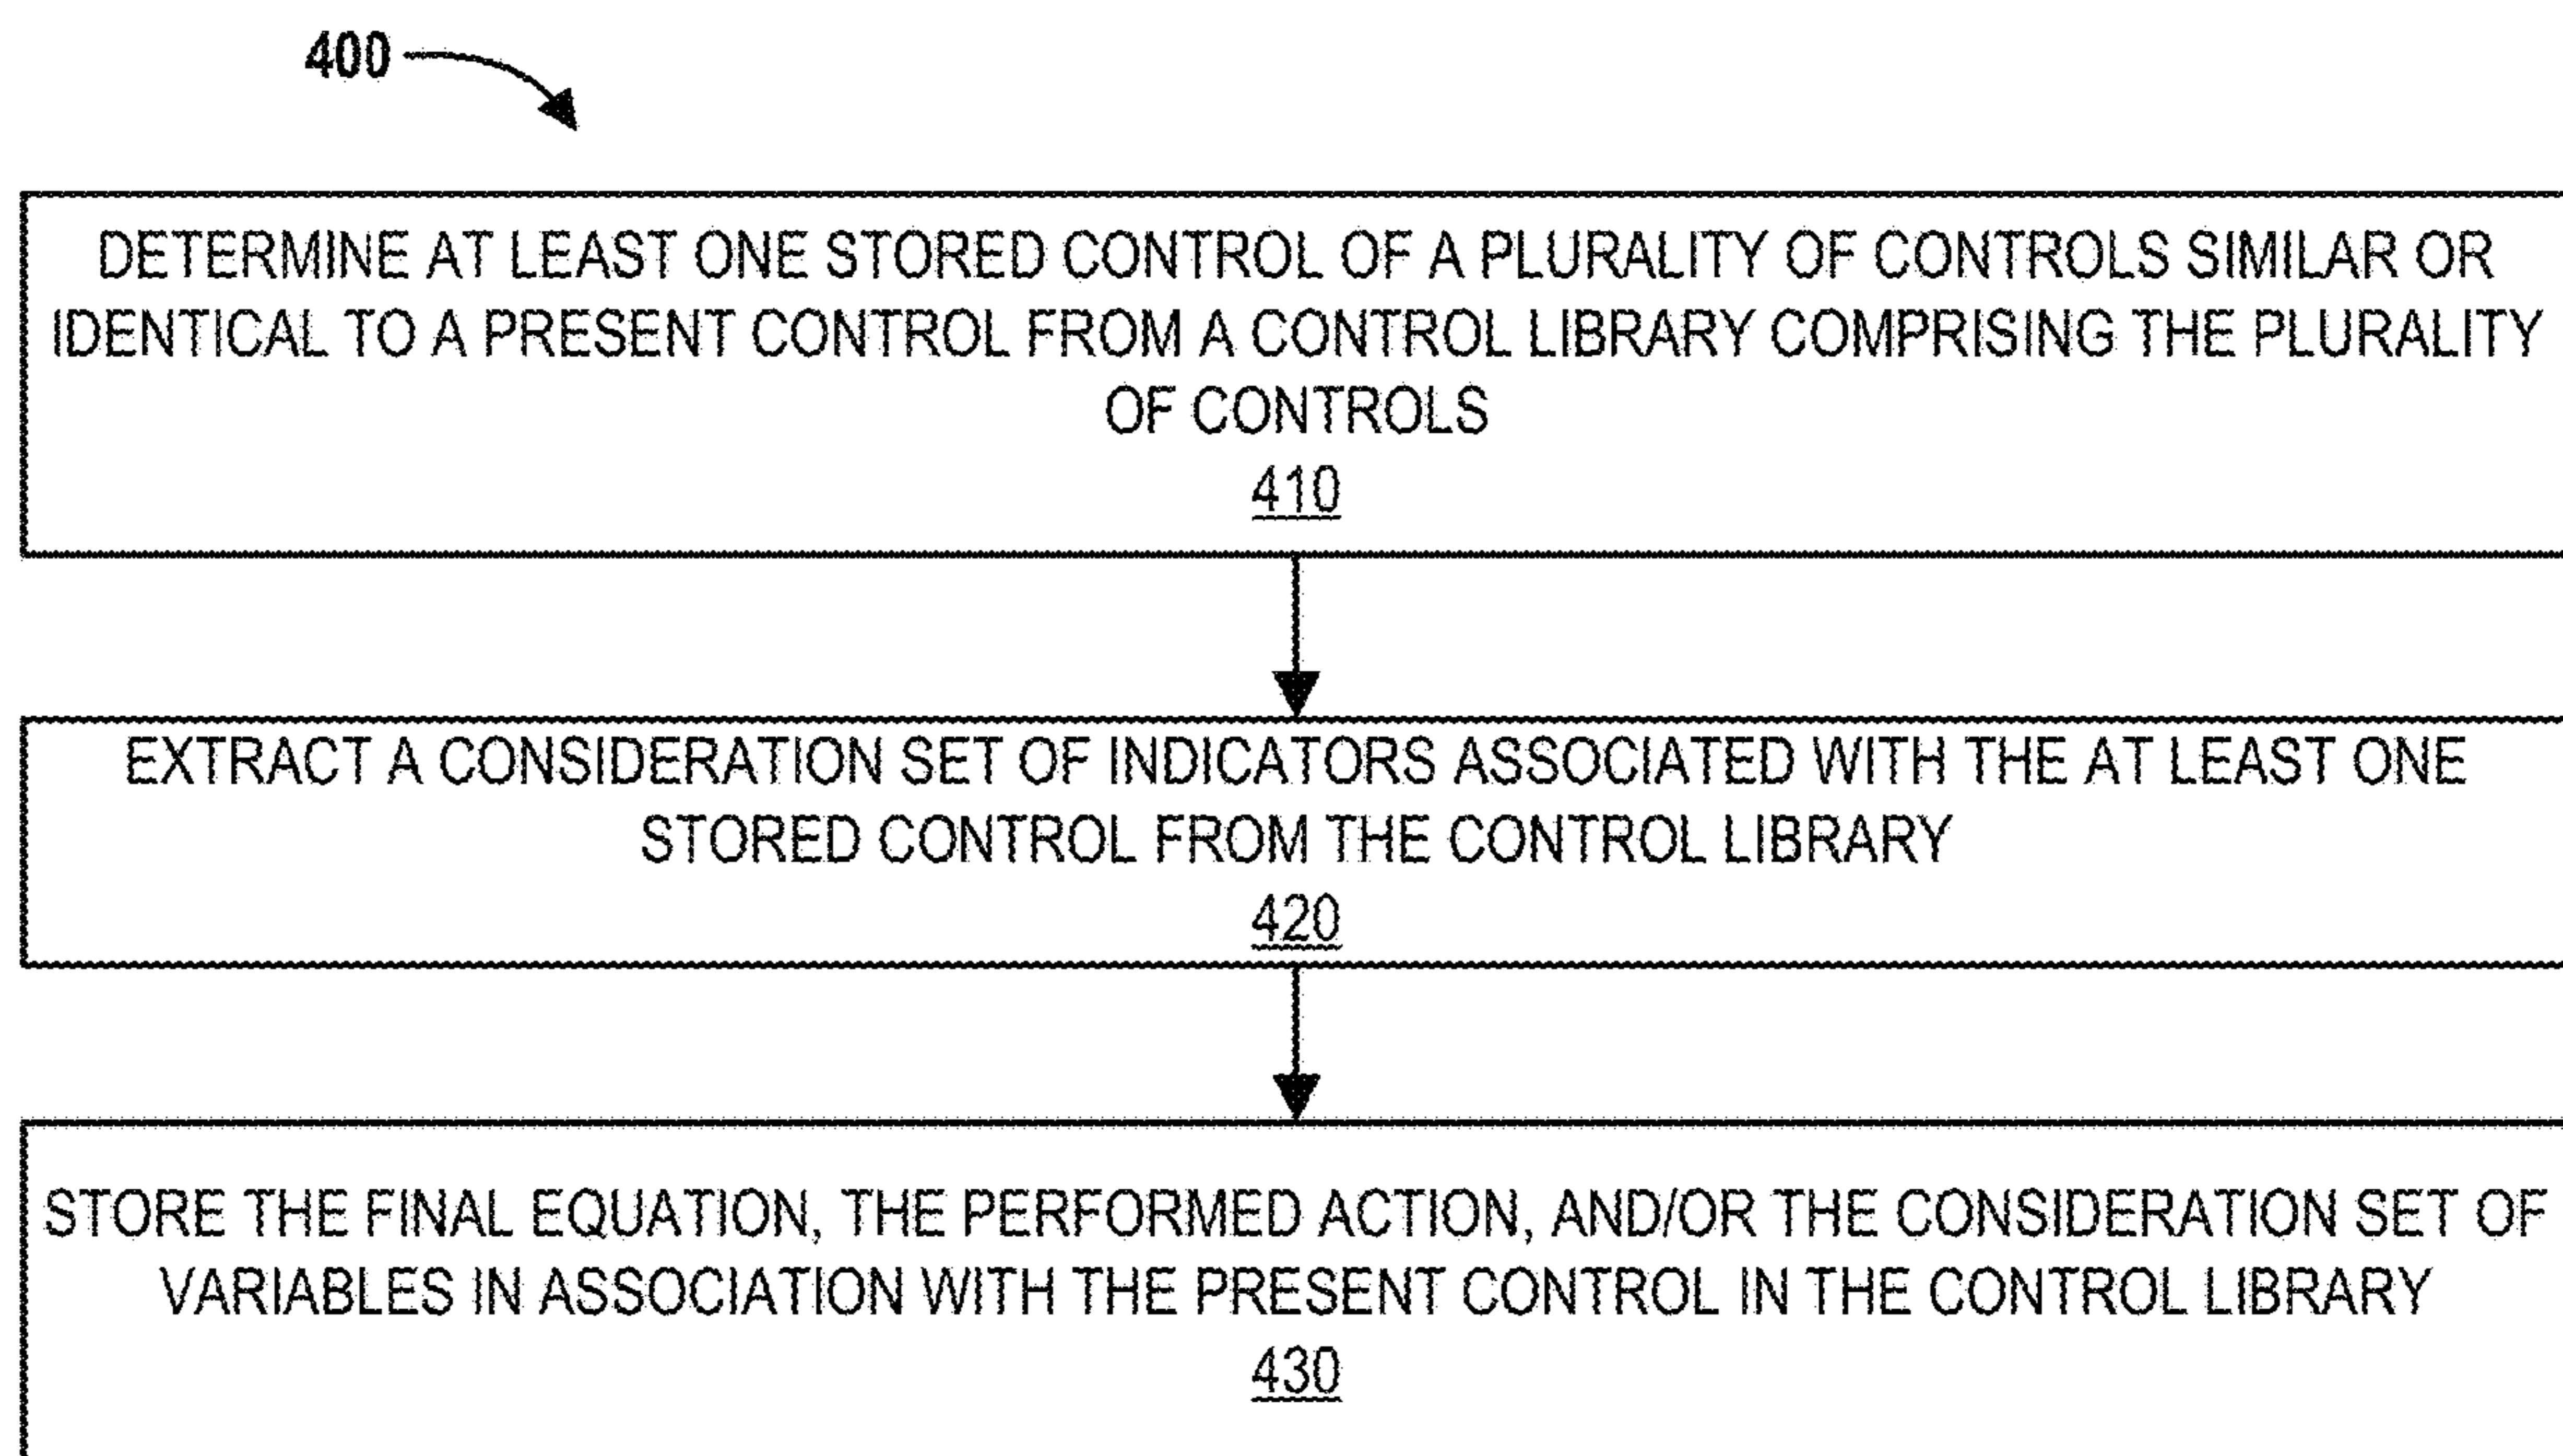 400
DETERMINE AT LEAST ONE STORED CONTROL OF A PLURALITY OF CONTROLS SIMILAR OR
IDENTICAL TO A PRESENT CONTROL FROM A CONTROL LIBRARY COMPRISING THE PLURALITY
OF CONTROLS
410
EXTRACT A CONSIDERATION SET OF INDICATORS ASSOCIATED WITH THE AT LEAST ONE
STORED CONTROL FROM THE CONTROL LIBRARY
420
STORE THE FINAL EQUATION, THE PERFORMED ACTION, AND/OR THE CONSIDERATION SET OF
VARIABLES IN ASSOCIATION WITH THE PRESENT CONTROL IN THE CONTROL LIBRARY
430